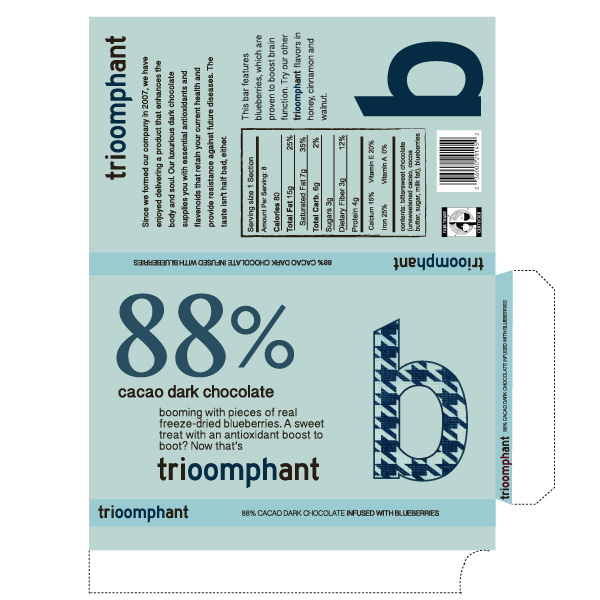 trioomphant
Since we formed our company in 2007, we have
enjoyed delivering a product that enhances the
body and soul. Our luxurious dark chocolate
supplies you with essential antioxidants and
flavenoids that retain your current health and
provide resistance against future diseases. The
taste isn't half bad, either.
This bar features
blueberries, which are
proven to boost brain
function. Try our other
trioomphant flavors in
honey, cinnamon and
walnut.
Serving size 1 Section
Amount Per Serving: 8
Calories 80
Total Fat 15g 25%
Saturated Fat 7g 35%
Total Carb. 6g 2%
Sugars 3g
Dietary Fiber 3g 12%
Protein 4g
Calcium 15% Vitamin E 20%
Iron 25% Vitamin A 0%
contents: bittersweet chocolate
(unsweetened cacao, cocoa
butter, sugar, milk fat), blueberries
b
trioomphant
88% CACAO DARK CHOCOLATE INFUSED WITH BLUEBERRIES
88%
cacao dark chocolate
booming with pieces of real
freeze-dried blueberries. A sweet
treat with an antioxidant boost to
boot? Now that's
trioomphant
b
trioomphant
88% CACAO DARK CHOCOLATE INFUSED WITH BLUEBERRIES
trioomphant
88% CACAO DARK CHOCOLATE INFUSED WITH BLUEBERRIES